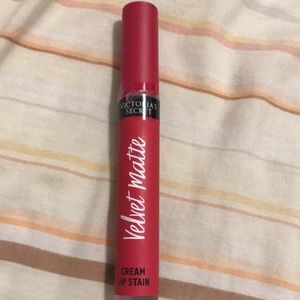 VICTORIA'S
SECRET
Velvet Matte
CREAM
LIP STAIN